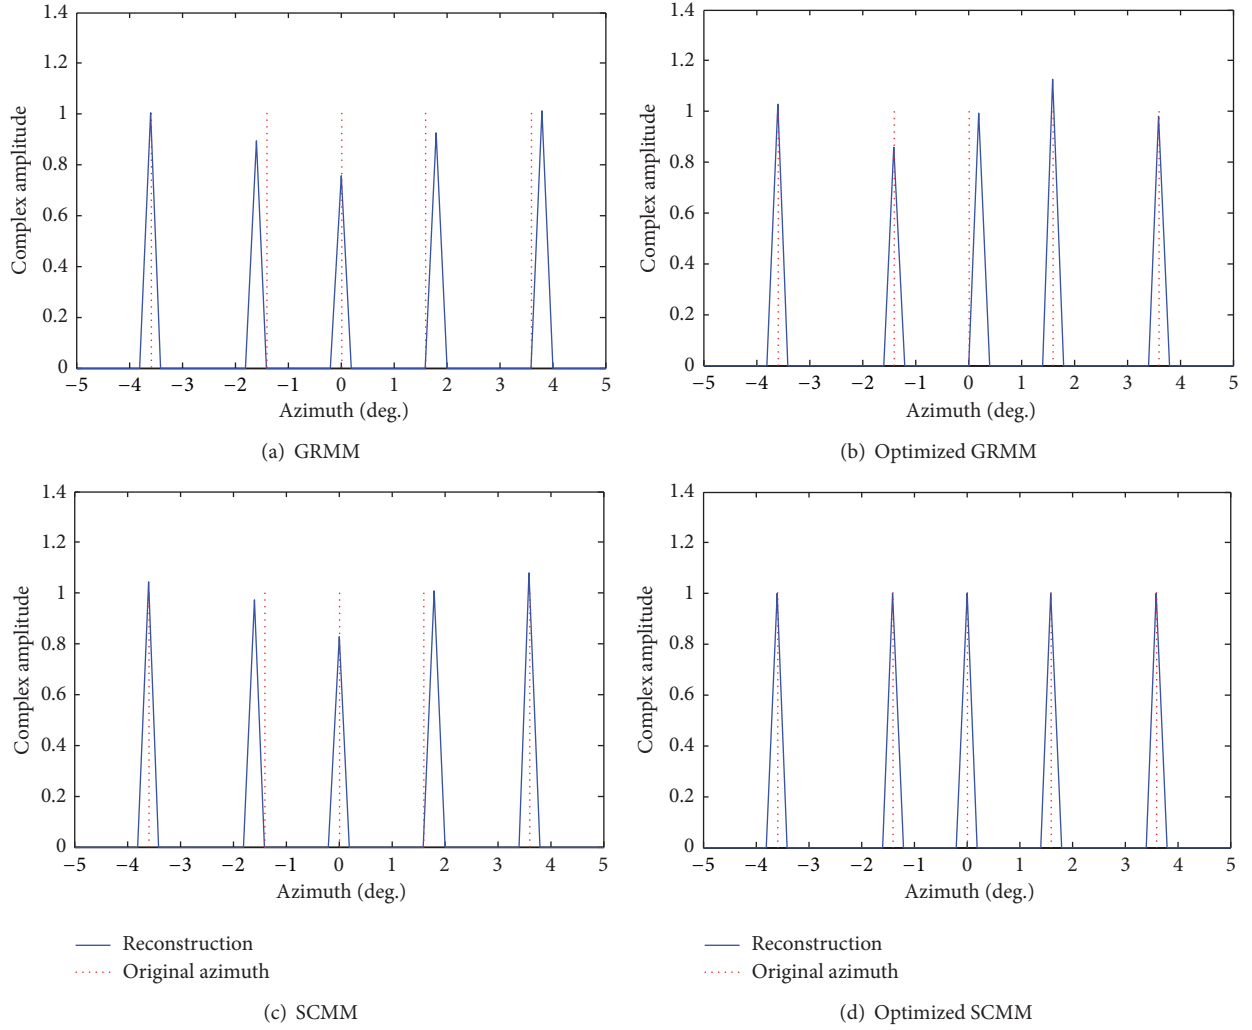 1.4
1.2
1
0.8
0.6
0.4
0.2
0
Complex amplitude
−5 −4 −3 −2 −1 0 1 2 3 4 5
Azimuth (deg.)
(a) GRMM
1.4
1.2
1
0.8
0.6
0.4
0.2
0
Complex amplitude
−5 −4 −3 −2 −1 0 1 2 3 4 5
Azimuth (deg.)
(b) Optimized GRMM
1.4
1.2
1
0.8
0.6
0.4
0.2
0
Complex amplitude
−5 −4 −3 −2 −1 0 1 2 3 4 5
Azimuth (deg.)
Reconstruction
Original azimuth
(c) SCMM
1.4
1.2
1
0.8
0.6
0.4
0.2
0
Complex amplitude
−5 −4 −3 −2 −1 0 1 2 3 4 5
Azimuth (deg.)
Reconstruction
Original azimuth
(d) Optimized SCMM